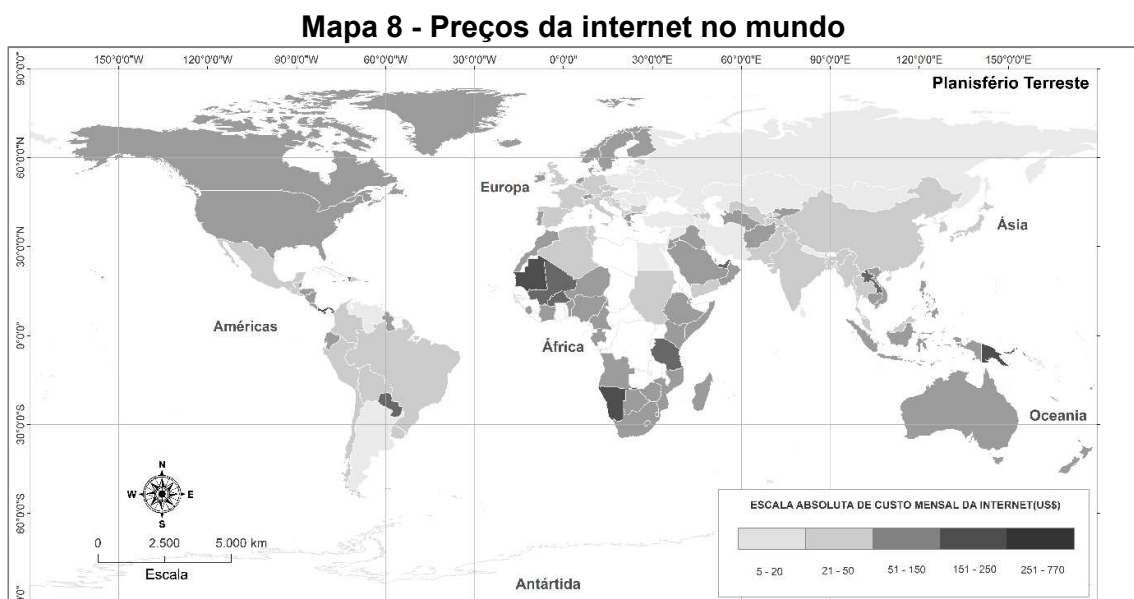 Mapa 8 - Preços da internet no mundo
150°0'0"W 120°0'0"W 90°0'0"W 60°0'0"W 30°0'0"W 0°0'0"E 30°0'0"E 60°0'0"E 90°0'0"E 120°0'0"E 150°0'0"E
90°0'0"
Planisfério Terreste
60°0'0"N
Europa
Ásia
30°0'0"N
Américas
África
0°0'0"
Oceania
30°0'0"S
N
W E
S
60°0'0"S
0 2.500 5.000 km
Escala
ESCALA ABSOLUTA DE CUSTO MENSAL DA INTERNET(US$)
5 - 20 21 - 50 51 - 150 151 - 250 251 - 770
Antártida
90°0'0"